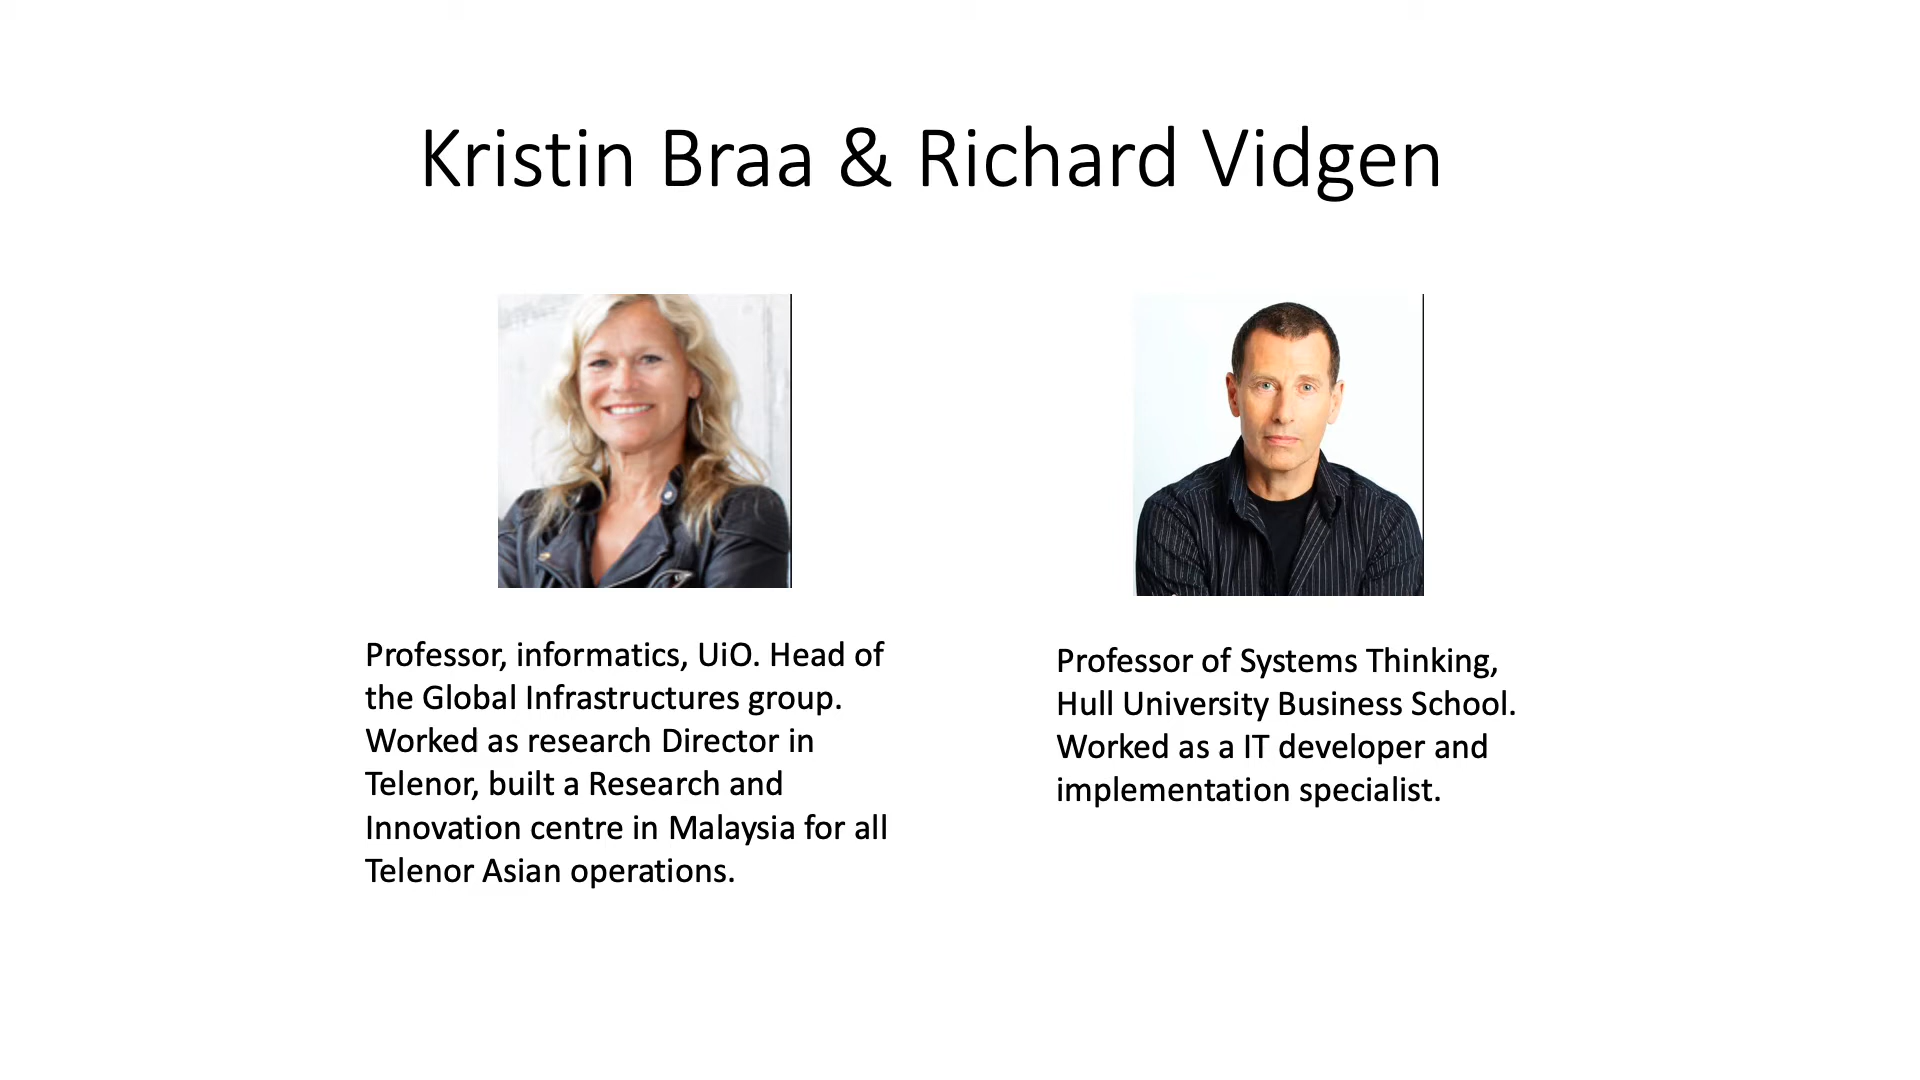 Kristin Braa & Richard Vidgen
Professor, informatics, UiO. Head of
the Global Infrastructures group.
Worked as research Director in
Telenor, built a Research and
Innovation centre in Malaysia for all
Telenor Asian operations.
Professor of Systems Thinking,
Hull University Business School.
Worked as a IT developer and
implementation specialist.